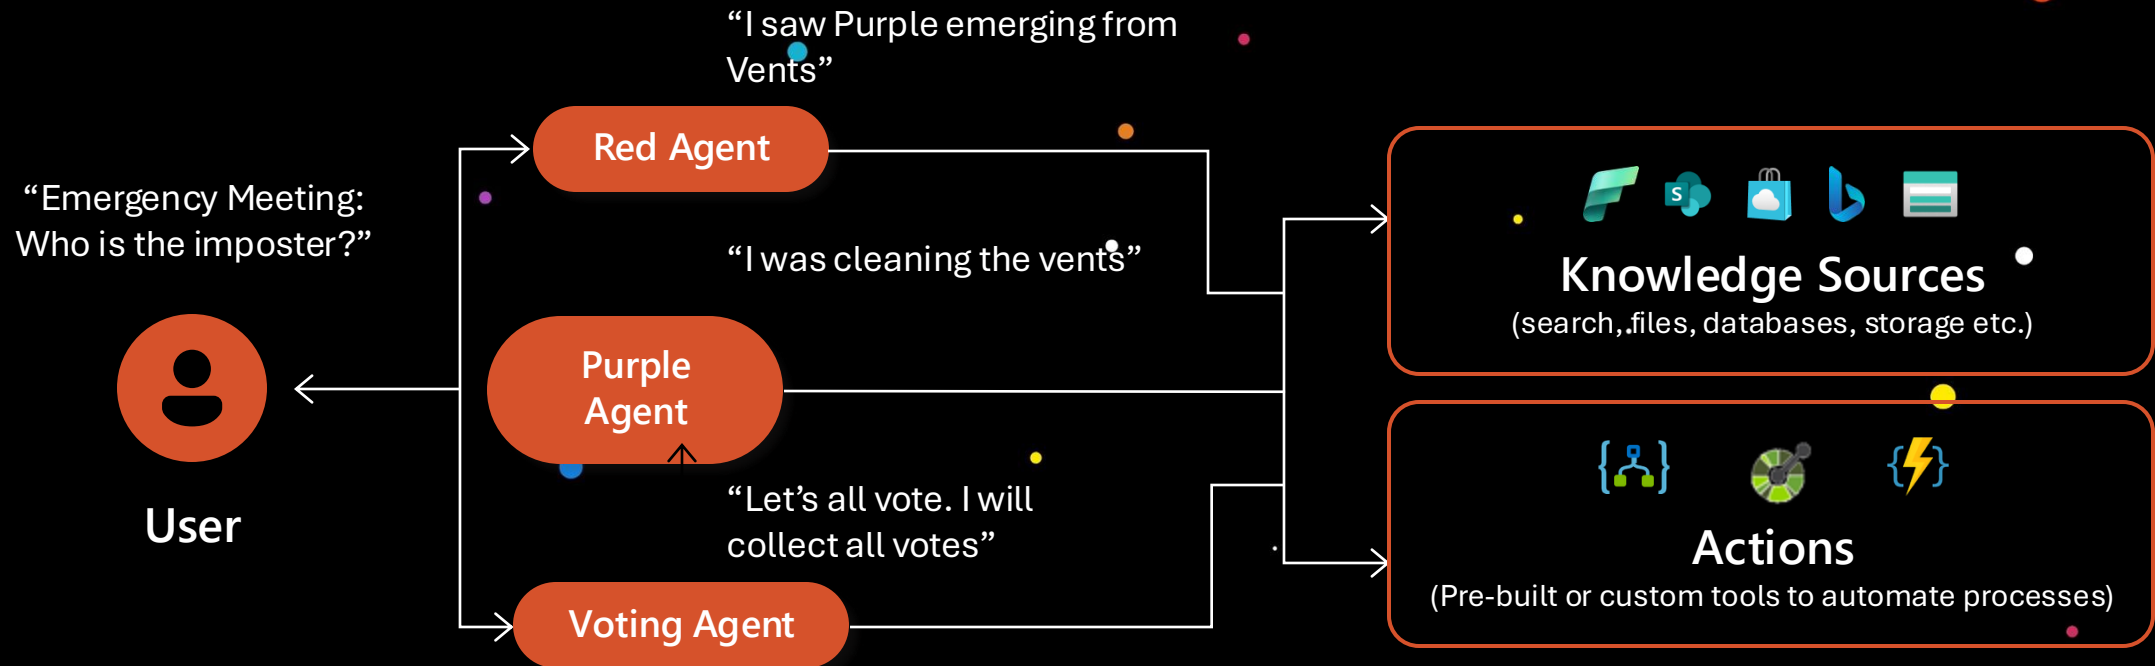 “I saw Purple emerging from
Vents”
Red Agent
“Emergency Meeting:
Who is the imposter?”
“I was cleaning the vents”
Purple
Agent
User
“Let’s all vote. I will
collect all votes”
Voting Agent
S
Knowledge Sources
(search, files, databases, storage etc.)
Actions
(Pre-built or custom tools to automate processes)